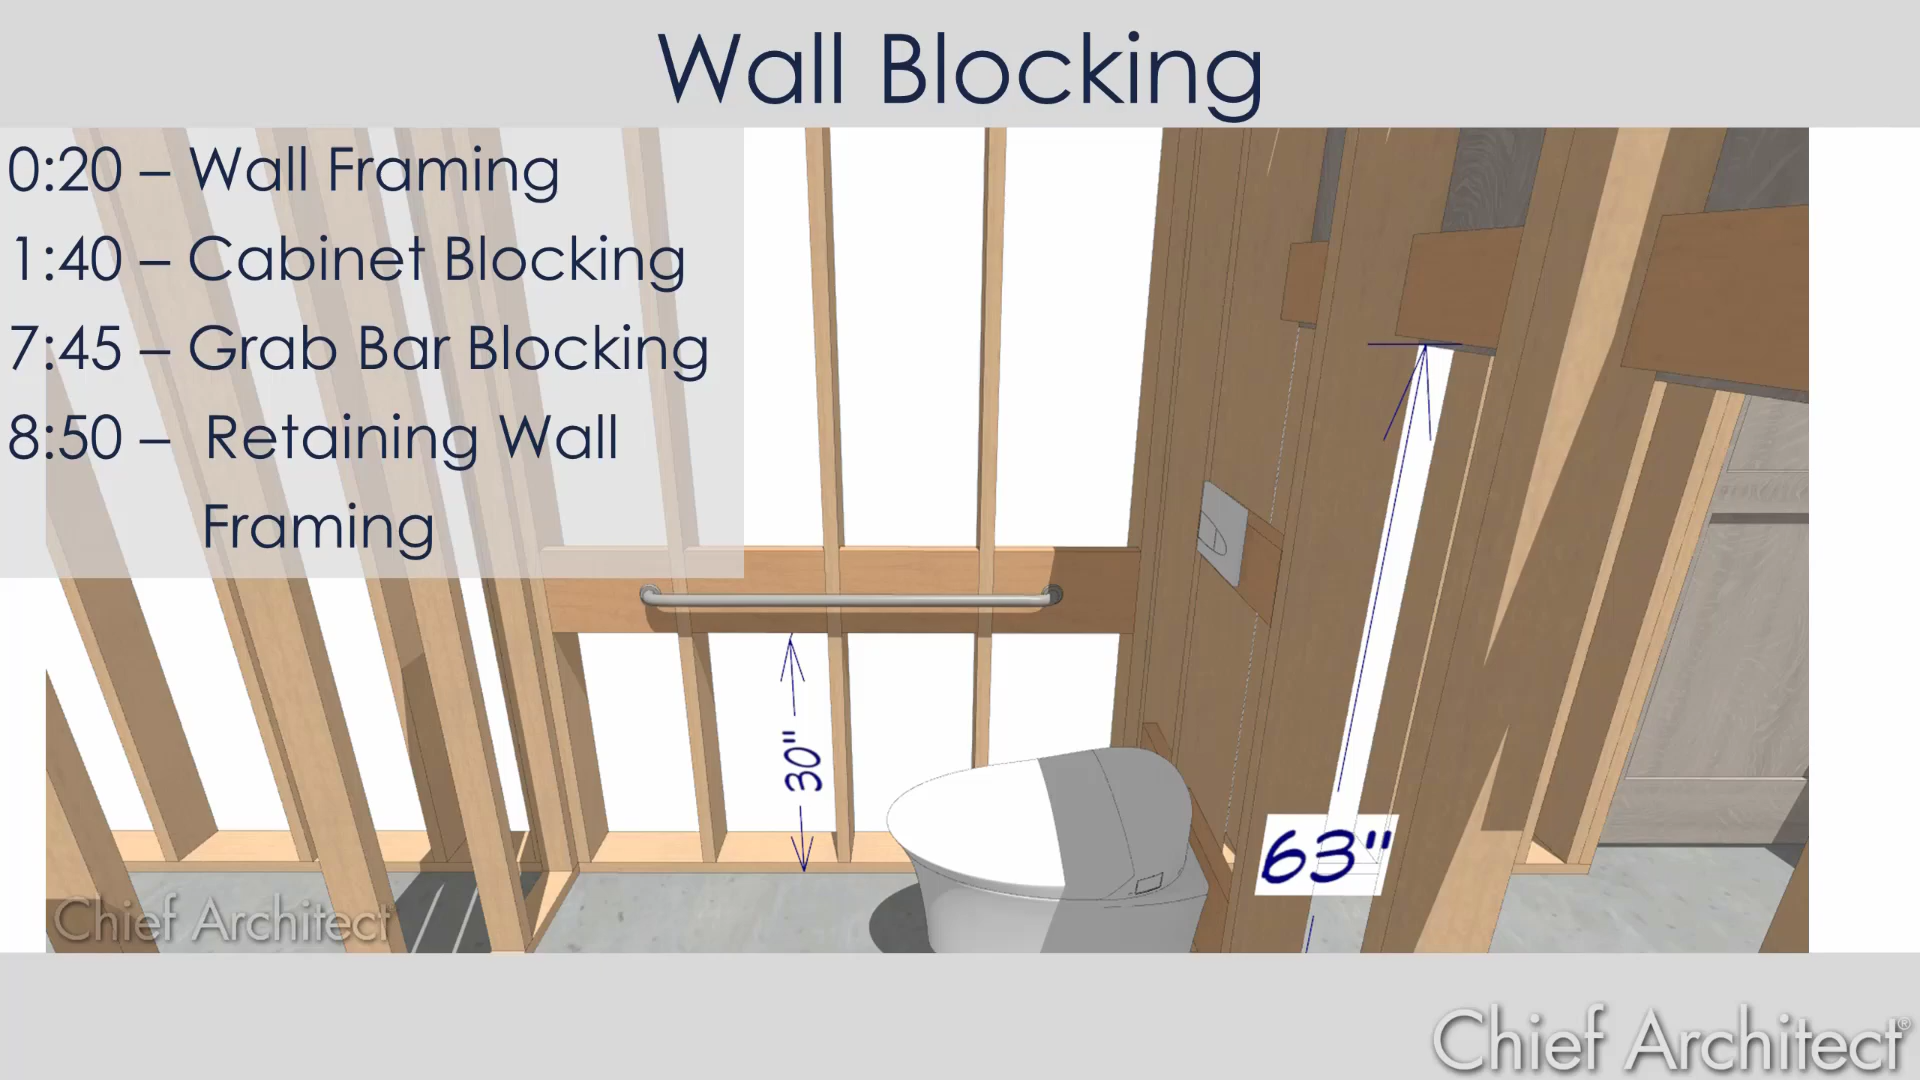 Wall Blocking
0:20 – Wall Framing
1:40 – Cabinet Blocking
7:45 – Grab Bar Blocking
8:50 – Retaining Wall
Framing
30"
63"
Chief Architect
Chief Architect®